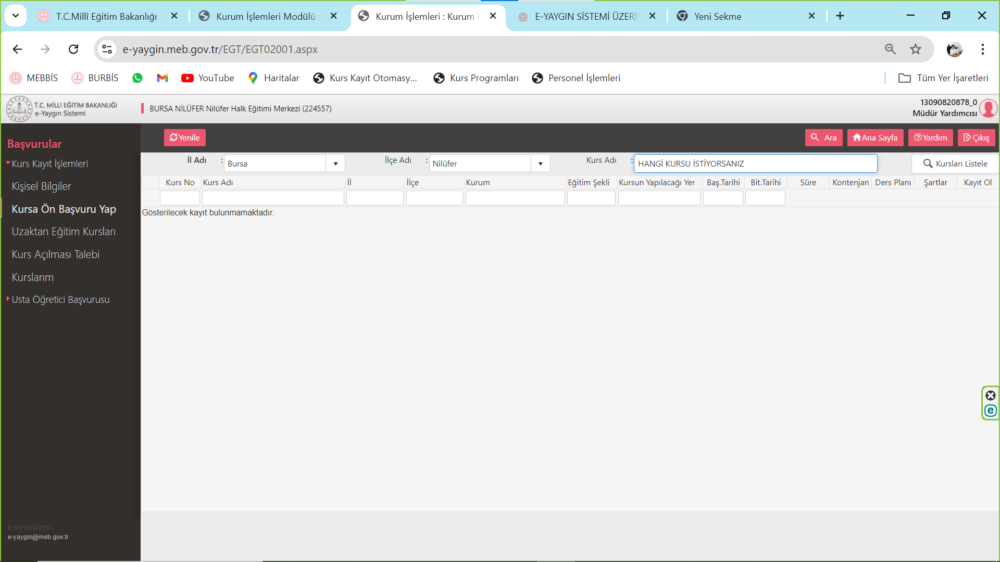 T.C.Millî Eğitim Bakanlığı
Kurum İşlemleri Modülü :
Kurum İşlemleri : Kurum İ
E-YAYGIN SİSTEMİ ÜZERİ
Yeni Sekme
e-yaygin.meb.gov.tr/EGT/EGT02001.aspx
MEBBİS
BURBİS
YouTube
Haritalar
Kurs Kayıt Otomasy...
Kurs Programları
Personel İşlemleri
Tüm Yer İşaretleri
T.C. MİLLİ EĞİTİM BAKANLIĞI
e-Yaygın Sistemi
BURSA NİLÜFER Nilüfer Halk Eğitimi Merkezi (224557)
13090820878_0
Müdür Yardımcısı
Yenile
Ara
Ana Sayfa
Yardım
Çıkış
Başvurular
Kurs Kayıt İşlemleri
Kişisel Bilgiler
Kursa Ön Başvuru Yap
Uzaktan Eğitim Kursları
Kurs Açılması Talebi
Kurslarım
Usta Öğretici Başvurusu
İl Adı : Bursa
İlçe Adı : Nilüfer
Kurs Adı : HANGİ KURSU İSTİYORSANIZ
Kursları Listele
Kurs No Kurs Adı İl İlçe Kurum Eğitim Şekli Kursun Yapılacağı Yer Baş.Tarihi Bit.Tarihi Süre Kontenjan Ders Planı Şartlar Kayıt Ol
Gösterilecek kayıt bulunmamaktadır.
EYAYGIN22051
e-yaygin@meb.gov.tr